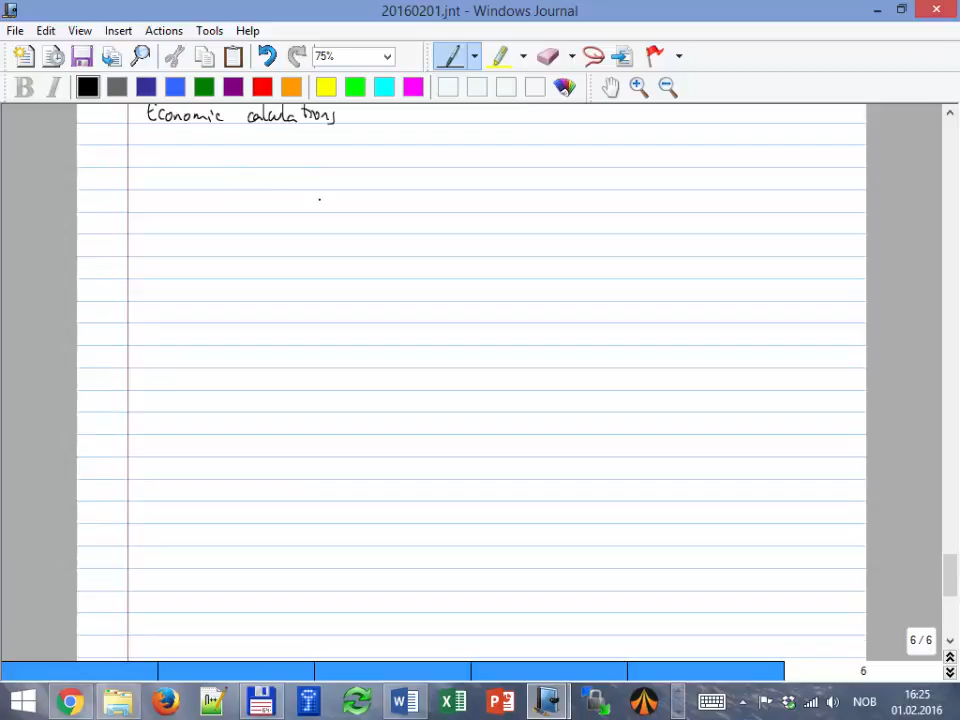 20160201.jnt - Windows Journal
File Edit View Insert Actions Tools Help
75%
B I
Economic calculations
6 / 6
6
NOB
16:25
01.02.2016